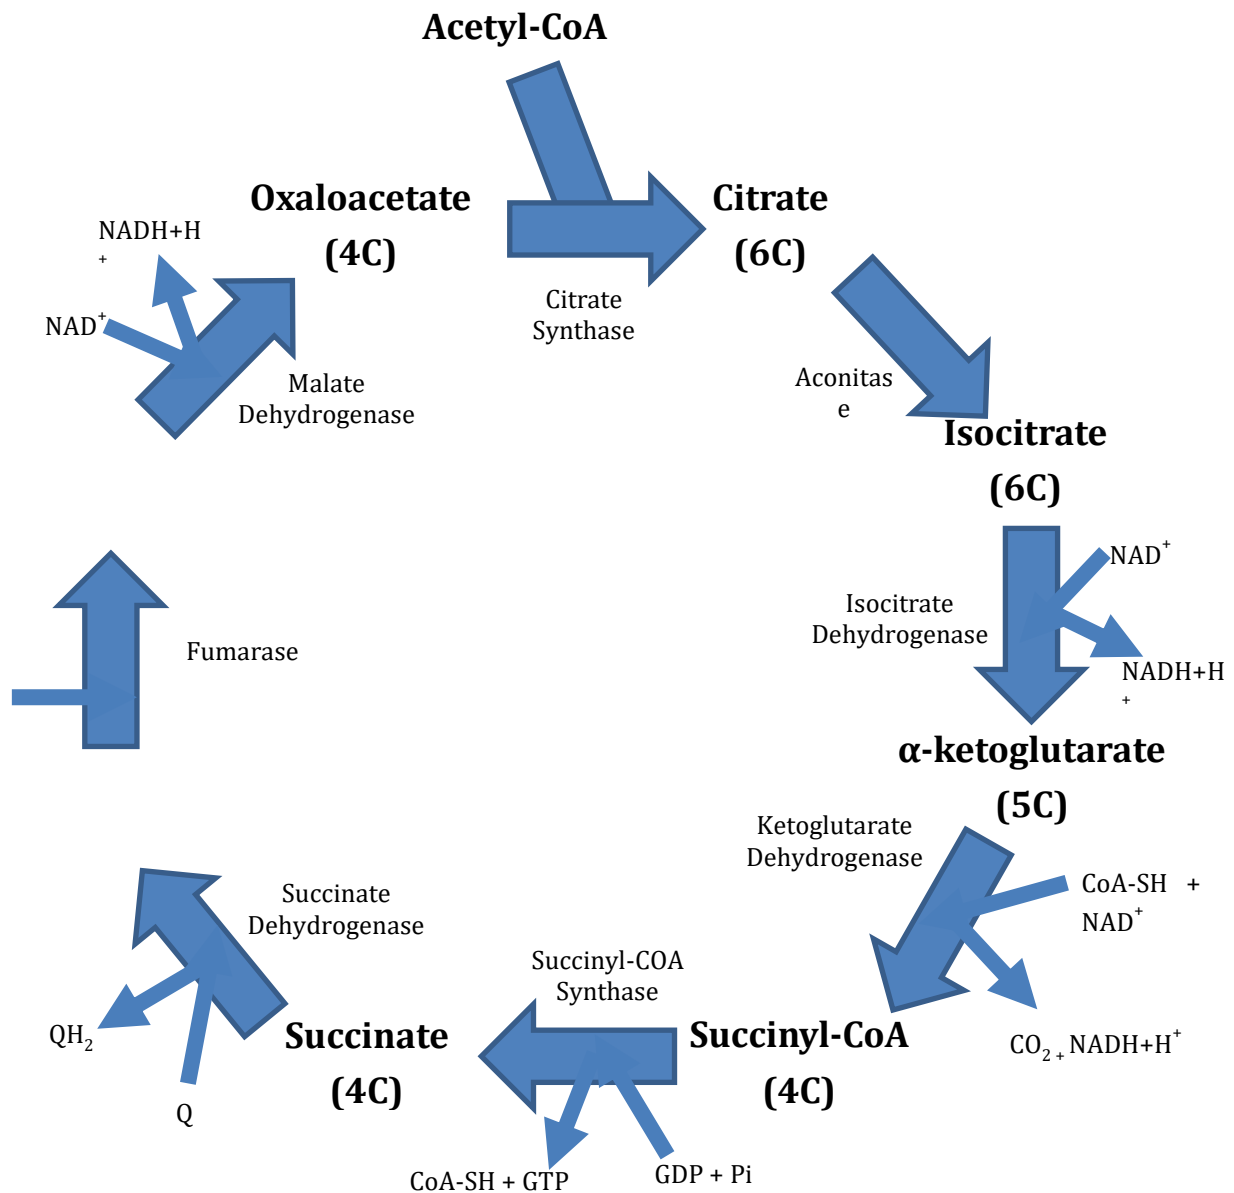 Acetyl-CoA
Oxaloacetate
(4C)
Citrate
(6C)
NADH+H
+
NAD+
Citrate
Synthase
Malate
Dehydrogenase
Aconitas
e
Isocitrate
(6C)
NAD+
Isocitrate
Dehydrogenase
NADH+H
+
Fumarase
α-ketoglutarate
(5C)
Ketoglutarate
Dehydrogenase
CoA-SH +
NAD+
Succinate
Dehydrogenase
Succinyl-COA
Synthase
QH2
Succinate
(4C)
Succinyl-CoA
(4C)
CO2 + NADH+H+
Q
CoA-SH + GTP
GDP + Pi